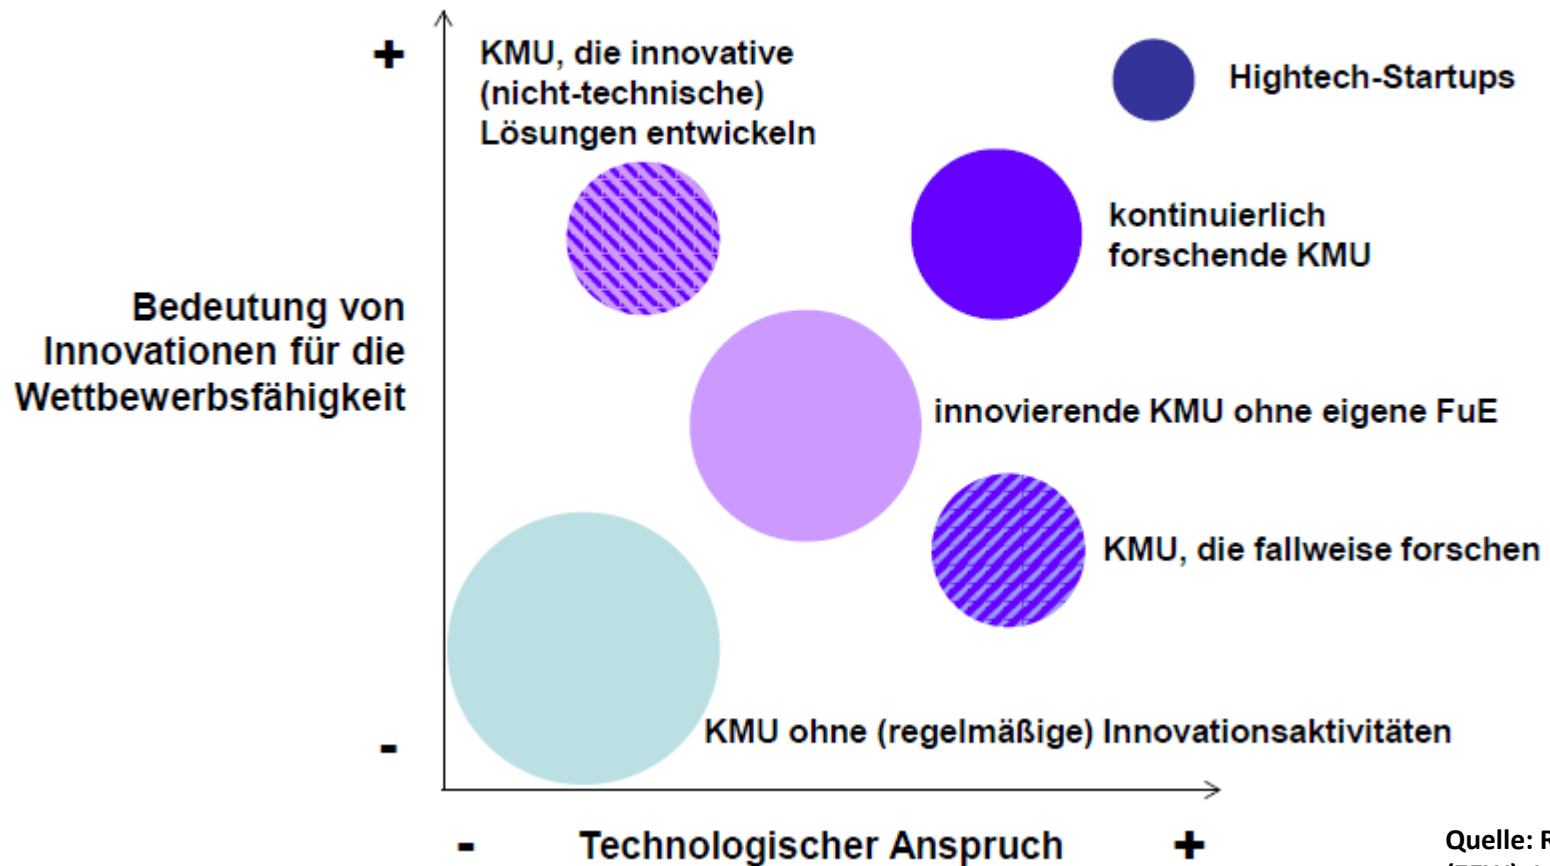 +
KMU, die innovative
(nicht-technische)
Lösungen entwickeln
Hightech-Startups
kontinuierlich
forschende KMU
Bedeutung von
Innovationen für die
Wettbewerbsfähigkeit
innovierende KMU ohne eigene FuE
KMU, die fallweise forschen
KMU ohne (regelmäßige) Innovationsaktivitäten
-
- Technologischer Anspruch +
Quelle: